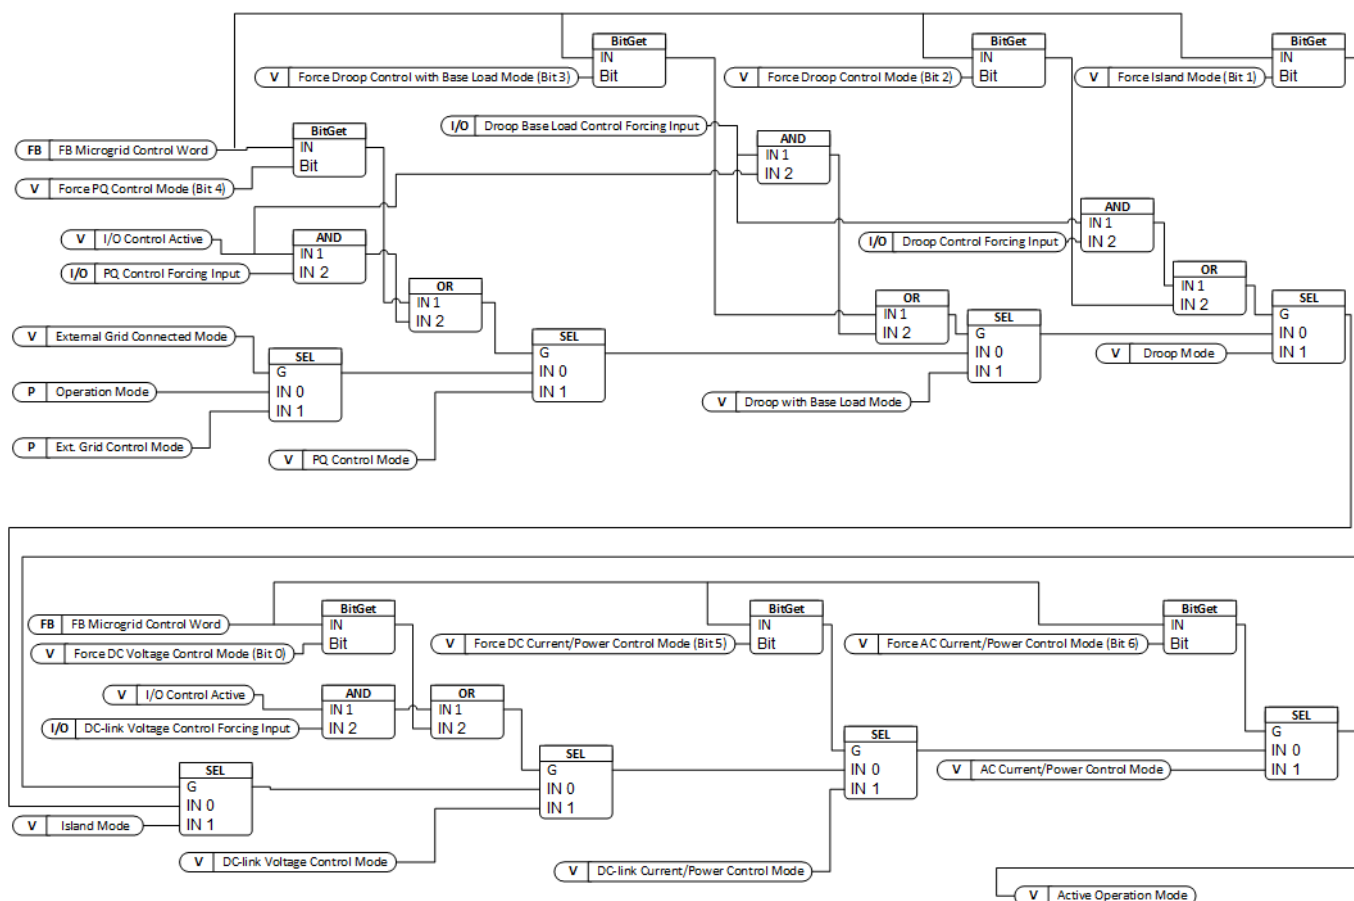 BitGet
IN
Bit
V Force Droop Control with Base Load Mode (Bit 3)
BitGet
IN
Bit
V Force Droop Control Mode (Bit 2)
BitGet
IN
Bit
V Force Island Mode (Bit 1)
I/O Droop Base Load Control Forcing Input
BitGet
IN
Bit
FB FB Microgrid Control Word
V Force PQ Control Mode (Bit 4)
AND
IN 1
IN 2
V I/O Control Active
I/O PQ Control Forcing Input
AND
IN 1
IN 2
AND
IN 1
IN 2
I/O Droop Control Forcing Input
OR
IN 1
IN 2
OR
IN 1
IN 2
OR
IN 1
IN 2
V External Grid Connected Mode
P Operation Mode
P Ext. Grid Control Mode
SEL
G
IN 0
IN 1
SEL
G
IN 0
IN 1
V PQ Control Mode
SEL
G
IN 0
IN 1
V Droop with Base Load Mode
SEL
G
IN 0
IN 1
V Droop Mode
FB FB Microgrid Control Word
V Force DC Voltage Control Mode (Bit 0)
BitGet
IN
Bit
V Force DC Current/Power Control Mode (Bit 5)
BitGet
IN
Bit
V Force AC Current/Power Control Mode (Bit 6)
BitGet
IN
Bit
V I/O Control Active
I/O DC-link Voltage Control Forcing Input
AND
IN 1
IN 2
OR
IN 1
IN 2
SEL
G
IN 0
IN 1
V Island Mode
SEL
G
IN 0
IN 1
V DC-link Voltage Control Mode
SEL
G
IN 0
IN 1
V DC-link Current/Power Control Mode
SEL
G
IN 0
IN 1
V AC Current/Power Control Mode
V Active Operation Mode